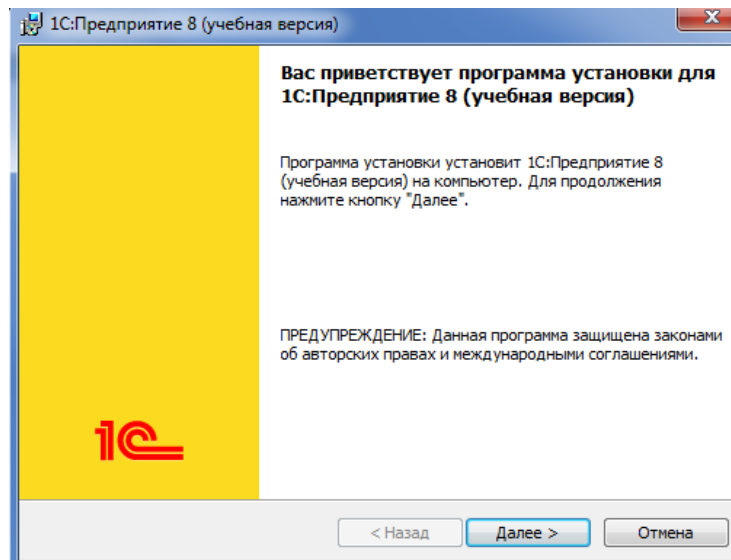 1С:Предприятие 8 (учебная версия)
Вас приветствует программа установки для
1С:Предприятие 8 (учебная версия)
Программа установки установит 1С:Предприятие 8
(учебная версия) на компьютер. Для продолжения
нажмите кнопку "Далее".
ПРЕДУПРЕЖДЕНИЕ: Данная программа защищена законами
об авторских правах и международными соглашениями.
1С
< Назад
Далее >
Отмена